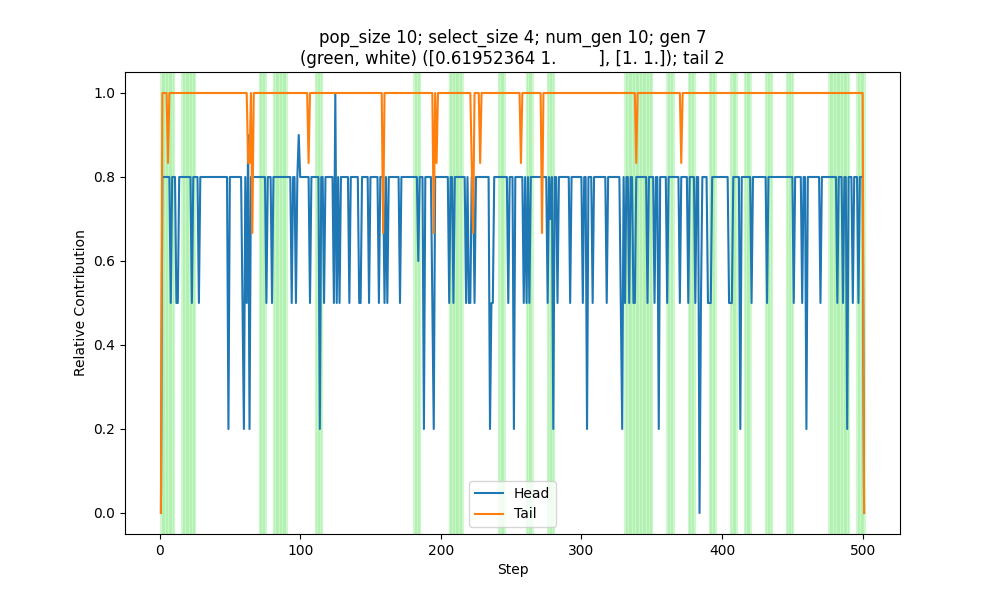 pop_size 10; select_size 4; num_gen 10; gen 7
(green, white) ([0.61952364 1.        ], [1. 1.]); tail 2
Relative Contribution
1.0
0.8
0.6
0.4
0.2
0.0
Head
Tail
0 100 200 300 400 500
Step